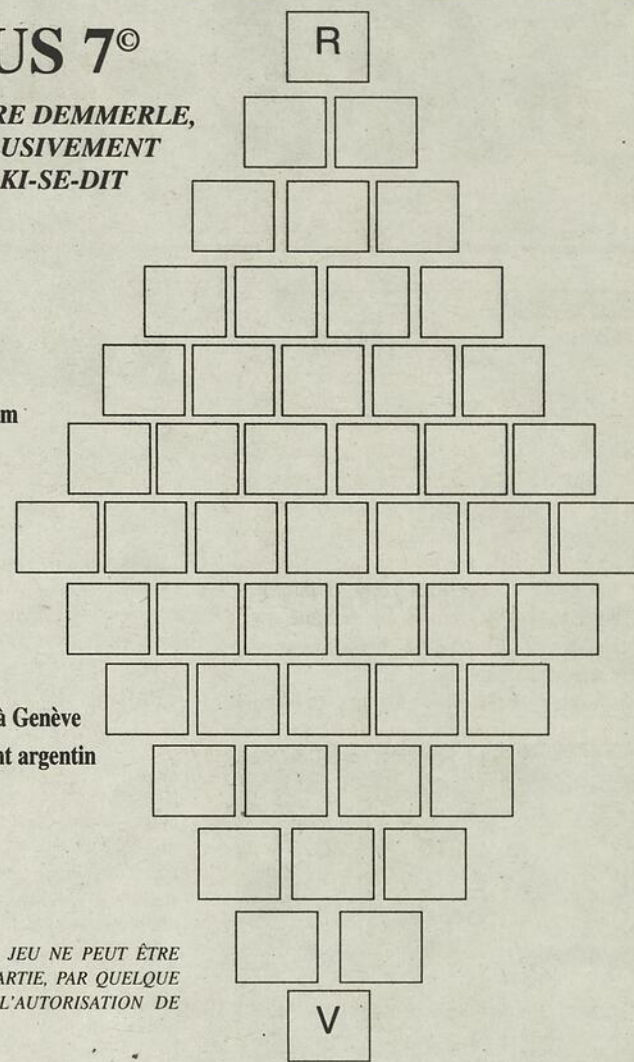 R
US 7©
RE DEMMERLE,
USIVEMENT
KI-SE-DIT
m
à Genève
nt argentin
JEU NE PEUT ÊTRE
ARTIE, PAR QUELQUE
L'AUTORISATION DE
V